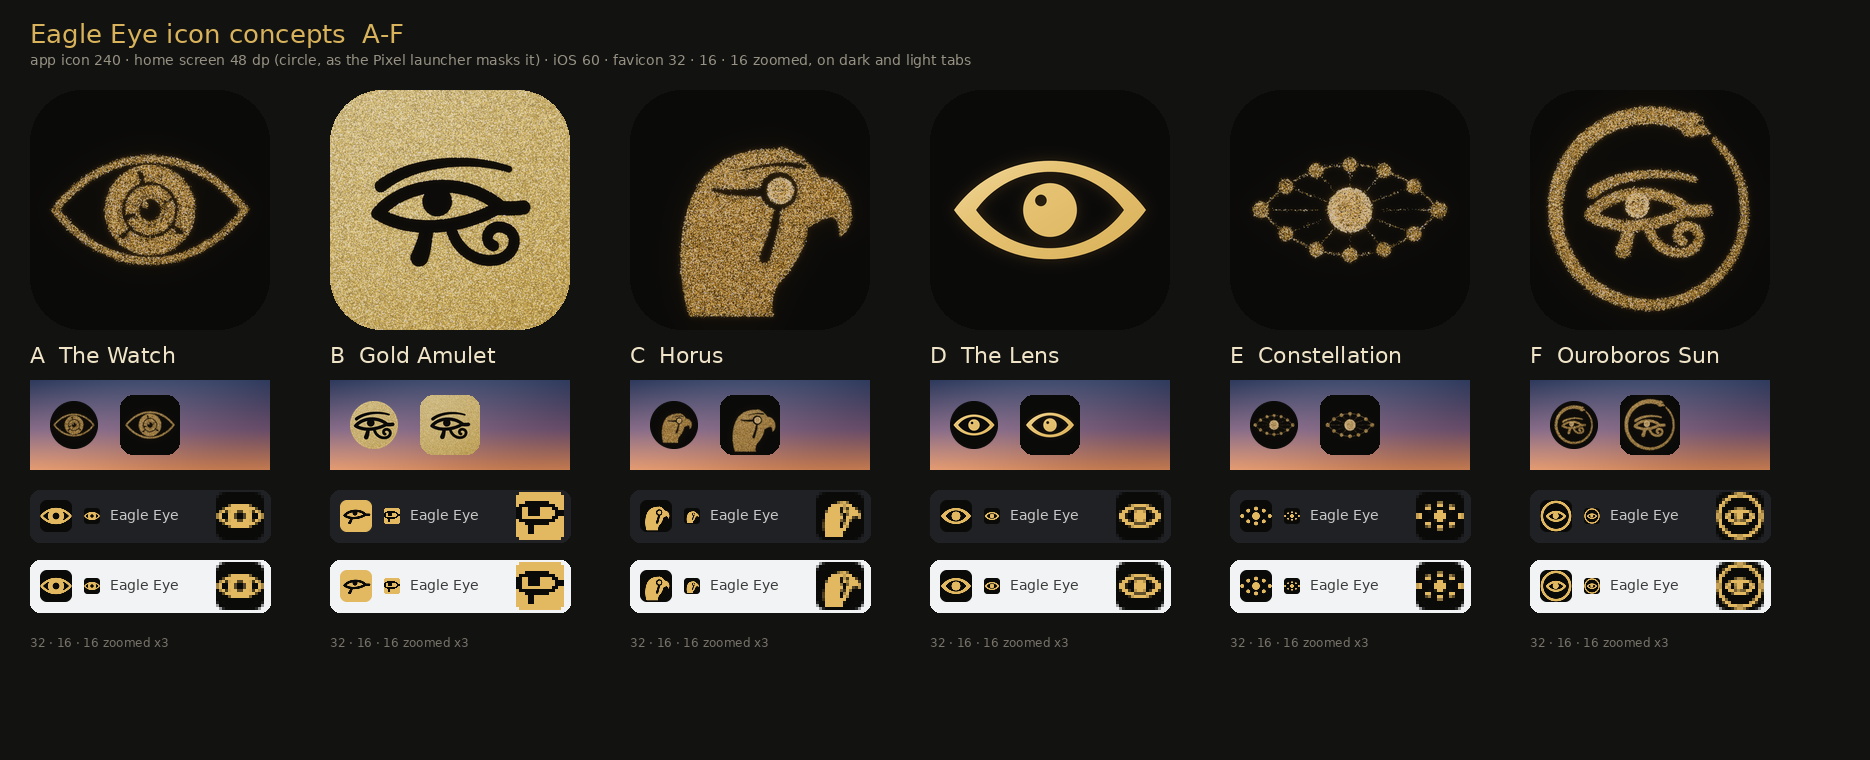 Eagle Eye icon concepts A-F
app icon 240 · home screen 48 dp (circle, as the Pixel launcher masks it) · iOS 60 · favicon 32 · 16 · 16 zoomed, on dark and light tabs
A The Watch
B Gold Amulet
C Horus
D The Lens
E Constellation
F Ouroboros Sun
Eagle Eye
Eagle Eye
Eagle Eye
Eagle Eye
Eagle Eye
Eagle Eye
Eagle Eye
Eagle Eye
Eagle Eye
Eagle Eye
Eagle Eye
Eagle Eye
32 · 16 · 16 zoomed x3
32 · 16 · 16 zoomed x3
32 · 16 · 16 zoomed x3
32 · 16 · 16 zoomed x3
32 · 16 · 16 zoomed x3
32 · 16 · 16 zoomed x3